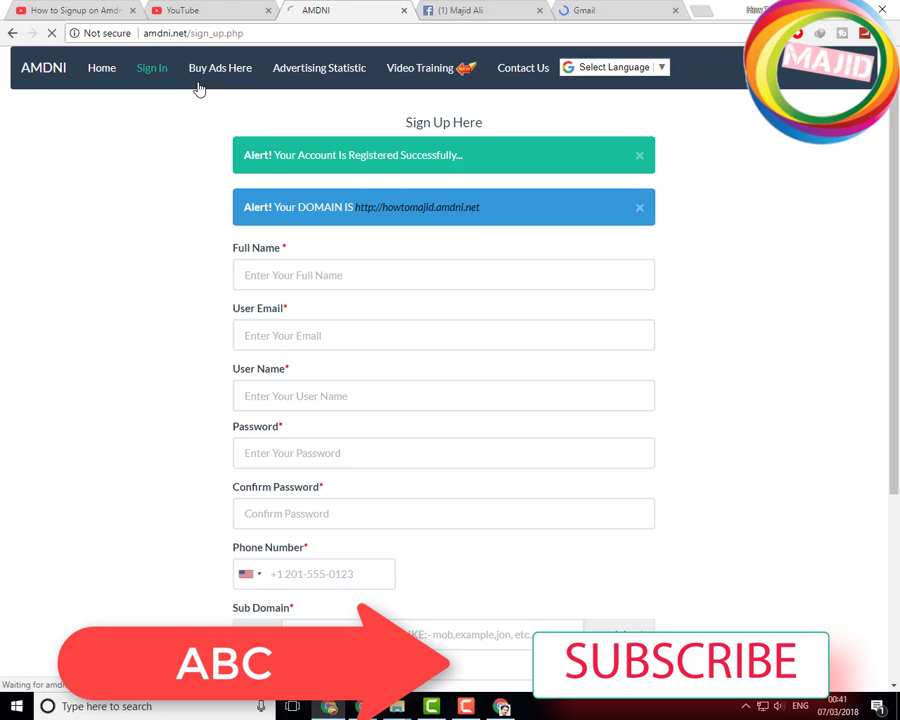 How to Signup on Amdn
YouTube
AMDNI
(1) Majid Ali
Gmail
Not secure
amdni.net/sign_up.php
MAJID
AMDNI
Home
Sign In
Buy Ads Here
Advertising Statistic
Video Training
NEW
Contact Us
Select Language
Sign Up Here
Alert! Your Account Is Registered Successfully...
Alert! Your DOMAIN IS http://howtomajid.amdni.net
Full Name *
Enter Your Full Name
User Email*
Enter Your Email
User Name*
Enter Your User Name
Password*
Enter Your Password
Confirm Password*
Confirm Password
Phone Number*
+1 201-555-0123
Sub Domain*
IKE:- mob,example,jon, etc.
ABC
SUBSCRIBE
Waiting for amdn
Type here to search
ENG
00:41
07/03/2018